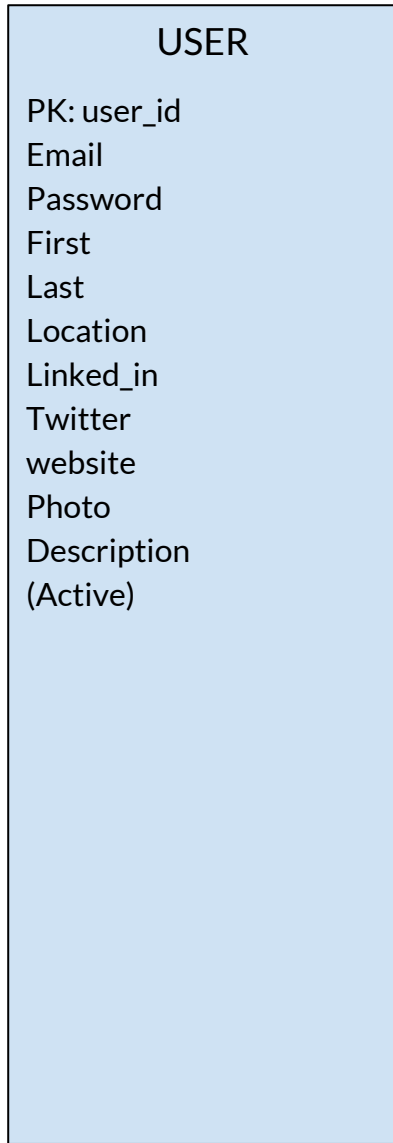 USER
PK: user_id
Email
Password
First
Last
Location
Linked_in
Twitter
website
Photo
Description
(Active)